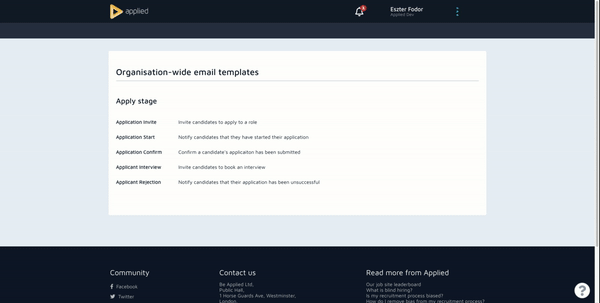 applied
Eszter Fodor
Applied Dev
Organisation-wide email templates
Apply stage
Application Invite Invite candidates to apply to a role
Application Start Notify candidates that they have started their application
Application Confirm Confirm a candidate's application has been submitted
Applicant Interview Invite candidates to book an interview
Applicant Rejection Notify candidates that their application has been unsuccessful
Community Contact us Read more from Applied
Facebook Be Applied Ltd, Our job site leaderboard
Public Hall, What is blind hiring?
Twitter 1 Horse Guards Ave, Westminster, Is my recruitment process biased?
London, How do I remove bias from my recruitment process?
?